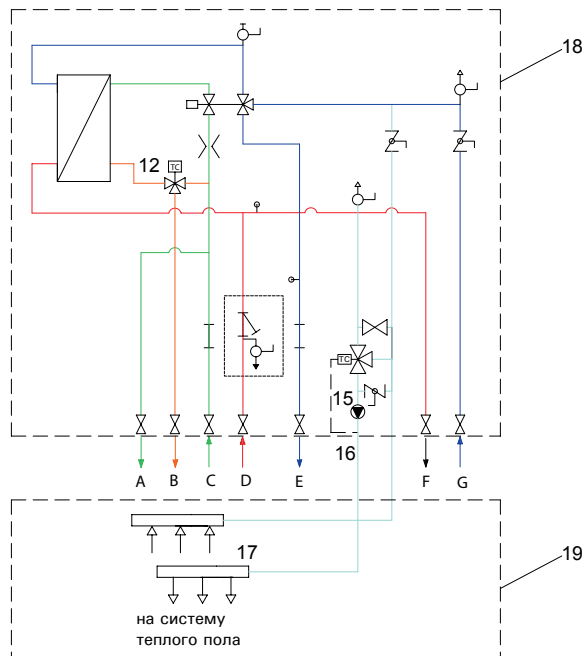 18
12
TC
TC
15
16
A B C D E F G
17
19
на систему
теплого пола